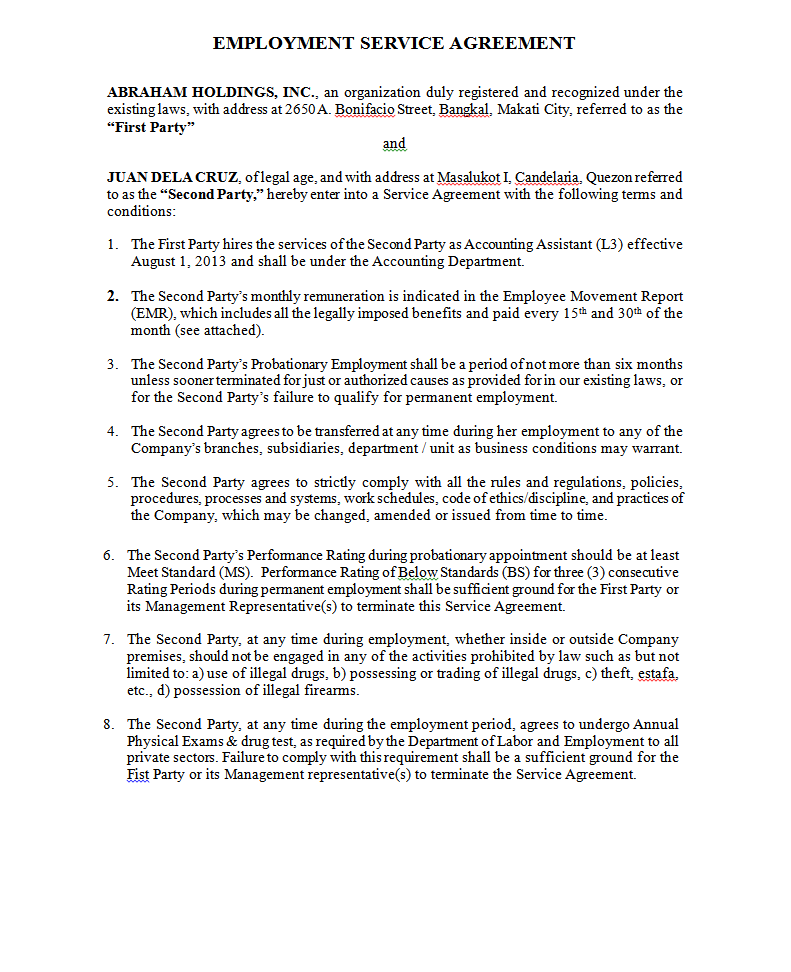 EMPLOYMENT SERVICE AGREEMENT
ABRAHAM HOLDINGS, INC., an organization duly registered and recognized under the
existing laws, with address at 2650 A. Bonifacio Street, Bangkal, Makati City, referred to as the
“First Party”
and
JUAN DELA CRUZ, of legal age, and with address at Masalukot I, Candelaria, Quezon referred
to as the “Second Party,” hereby enter into a Service Agreement with the following terms and
conditions:
1. The First Party hires the services of the Second Party as Accounting Assistant (L3) effective
August 1, 2013 and shall be under the Accounting Department.
2. The Second Party’s monthly remuneration is indicated in the Employee Movement Report
(EMR), which includes all the legally imposed benefits and paid every 15th and 30th of the
month (see attached).
3. The Second Party’s Probationary Employment shall be a period of not more than six months
unless sooner terminated for just or authorized causes as provided for in our existing laws, or
for the Second Party’s failure to qualify for permanent employment.
4. The Second Party agrees to be transferred at any time during her employment to any of the
Company’s branches, subsidiaries, department / unit as business conditions may warrant.
5. The Second Party agrees to strictly comply with all the rules and regulations, policies,
procedures, processes and systems, work schedules, code of ethics/discipline, and practices of
the Company, which may be changed, amended or issued from time to time.
6. The Second Party’s Performance Rating during probationary appointment should be at least
Meet Standard (MS). Performance Rating of Below Standards (BS) for three (3) consecutive
Rating Periods during permanent employment shall be sufficient ground for the First Party or
its Management Representative(s) to terminate this Service Agreement.
7. The Second Party, at any time during employment, whether inside or outside Company
premises, should not be engaged in any of the activities prohibited by law such as but not
limited to: a) use of illegal drugs, b) possessing or trading of illegal drugs, c) theft, estafa,
etc., d) possession of illegal firearms.
8. The Second Party, at any time during the employment period, agrees to undergo Annual
Physical Exams & drug test, as required by the Department of Labor and Employment to all
private sectors. Failure to comply with this requirement shall be a sufficient ground for the
Fist Party or its Management representative(s) to terminate the Service Agreement.